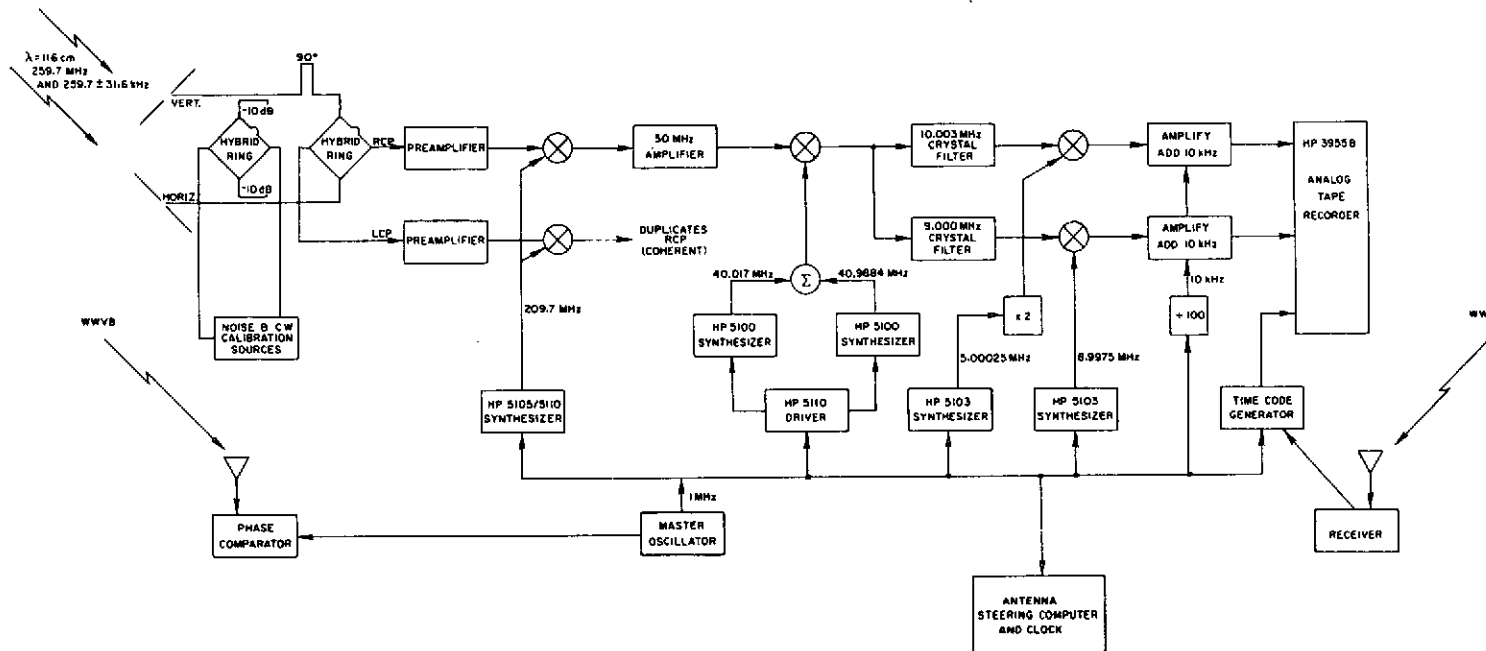 λ=116 cm
259.7 MHz
AND 259.7 ± 31.6 kHz
90°
VERT.
-10 dB
HYBRID
RING
-10 dB
HYBRID
RING
RCP
PREAMPLIFIER
50 MHz
AMPLIFIER
10.003 MHz
CRYSTAL
FILTER
AMPLIFY
ADD 10 kHz
HP 3955B
ANALOG
TAPE
RECORDER
HORIZ.
LCP
PREAMPLIFIER
DUPLICATES
RCP
(COHERENT)
9.000 MHz
CRYSTAL
FILTER
AMPLIFY
ADD 10 kHz
40.017 MHz
Σ
40.9684 MHz
10 kHz
209.7 MHz
x 2
÷ 100
WWVB
NOISE & CW
CALIBRATION
SOURCES
HP 5100
SYNTHESIZER
HP 5100
SYNTHESIZER
5.00025 MHz
8.9975 MHz
WW
HP 5105/5110
SYNTHESIZER
HP 5110
DRIVER
HP 5103
SYNTHESIZER
HP 5103
SYNTHESIZER
TIME CODE
GENERATOR
1 MHz
PHASE
COMPARATOR
MASTER
OSCILLATOR
RECEIVER
ANTENNA
STEERING COMPUTER
AND CLOCK